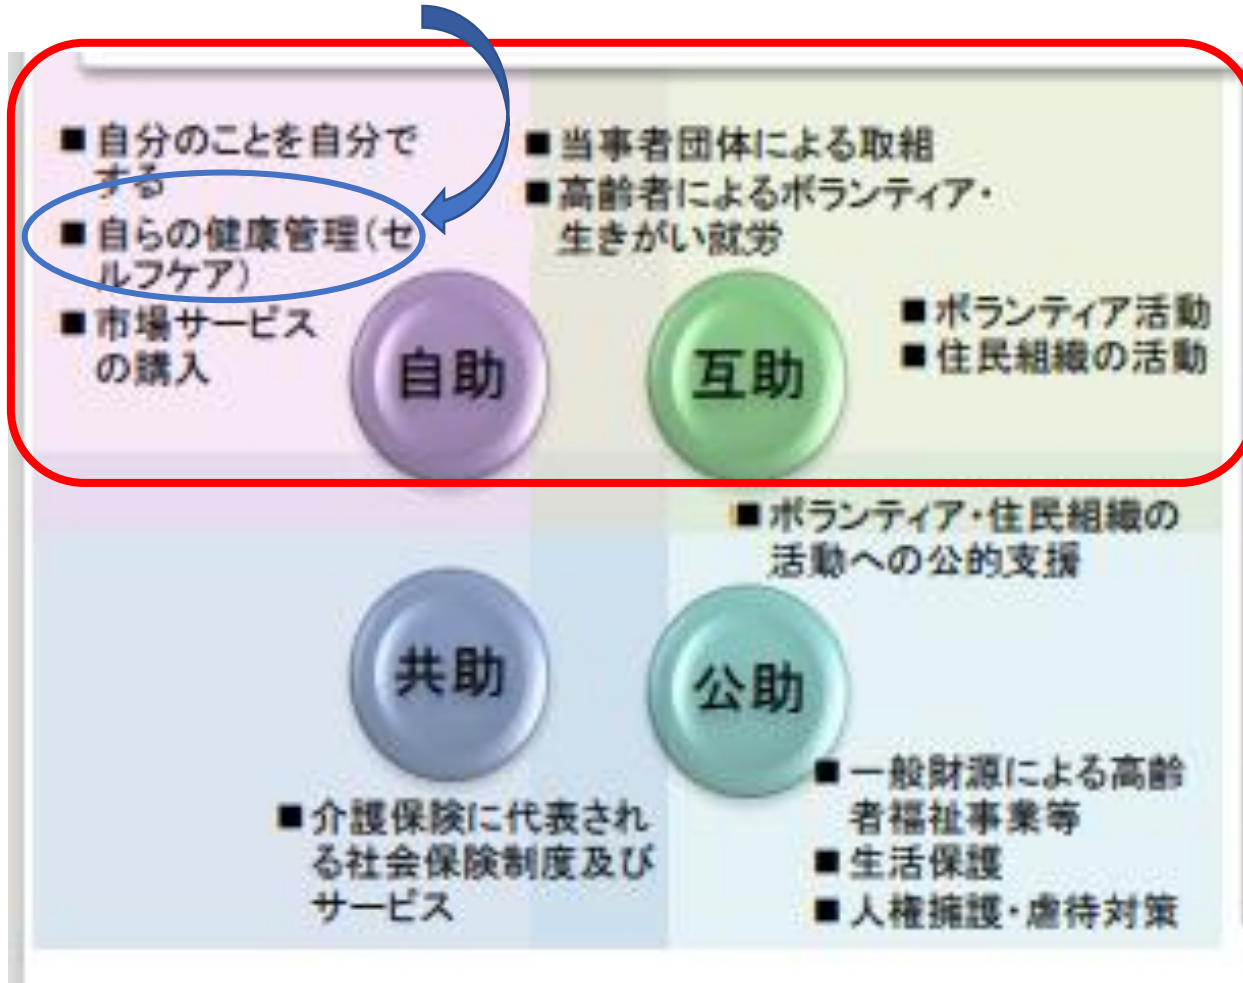 ■自分のことを自分で
する
■自らの健康管理(セ
ルフケア)
■市場サービス
の購入
■当事者団体による取組
■高齢者によるボランティア・
生きがい就労
■ボランティア活動
■住民組織の活動
自助
互助
■ボランティア・住民組織の
活動への公的支援
共助
公助
■介護保険に代表され
る社会保険制度及び
サービス
■一般財源による高齢
者福祉事業等
■生活保護
■人権擁護・虐待対策